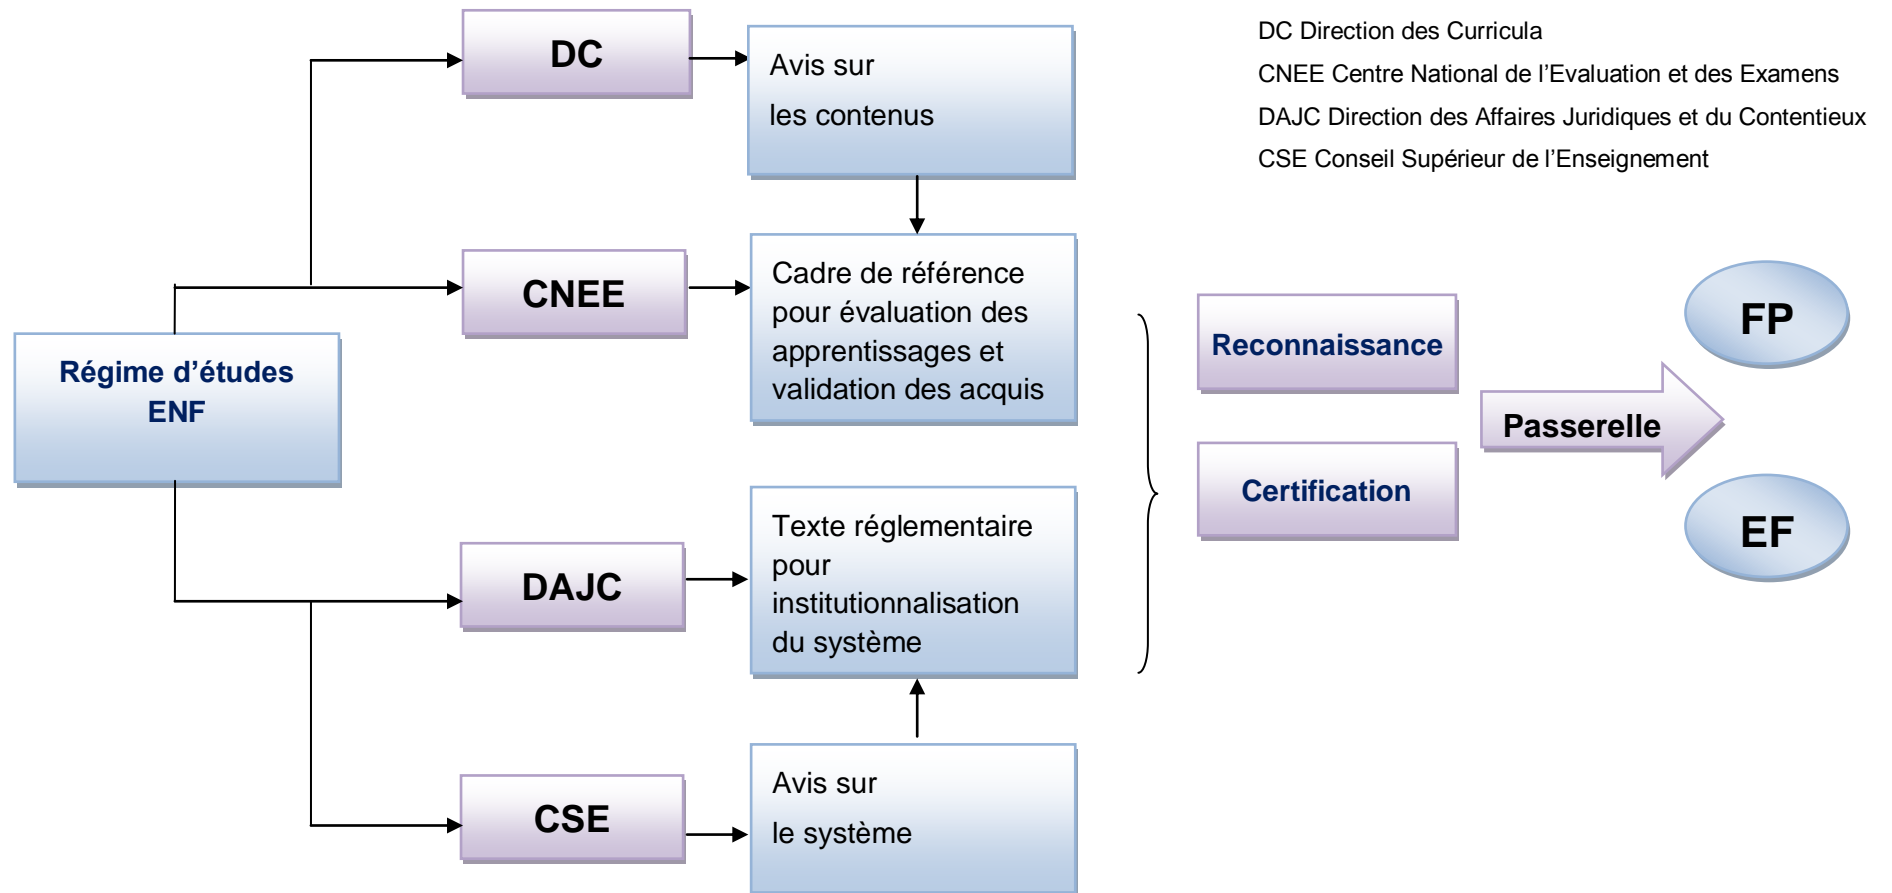 DC
Avis sur
les contenus
DC Direction des Curricula
CNEE Centre National de l’Evaluation et des Examens
DAJC Direction des Affaires Juridiques et du Contentieux
CSE Conseil Supérieur de l’Enseignement
Régime d’études
ENF
CNEE
Cadre de référence
pour évaluation des
apprentissages et
validation des acquis
DAJC
Texte réglementaire
pour
institutionnalisation
du système
CSE
Avis sur
le système
Reconnaissance
Certification
Passerelle
FP
EF